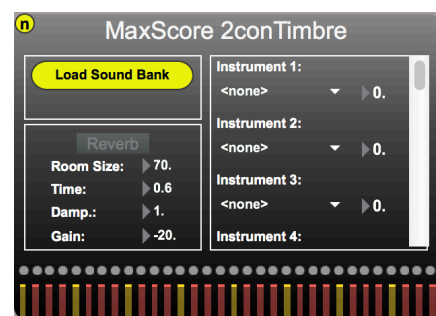 n
MaxScore 2conTimbre
Load Sound Bank
Reverb
Room Size: 70.
Time: 0.6
Damp.: 1.
Gain: -20.
Instrument 1:
<none> 0.
Instrument 2:
<none> 0.
Instrument 3:
<none> 0.
Instrument 4: